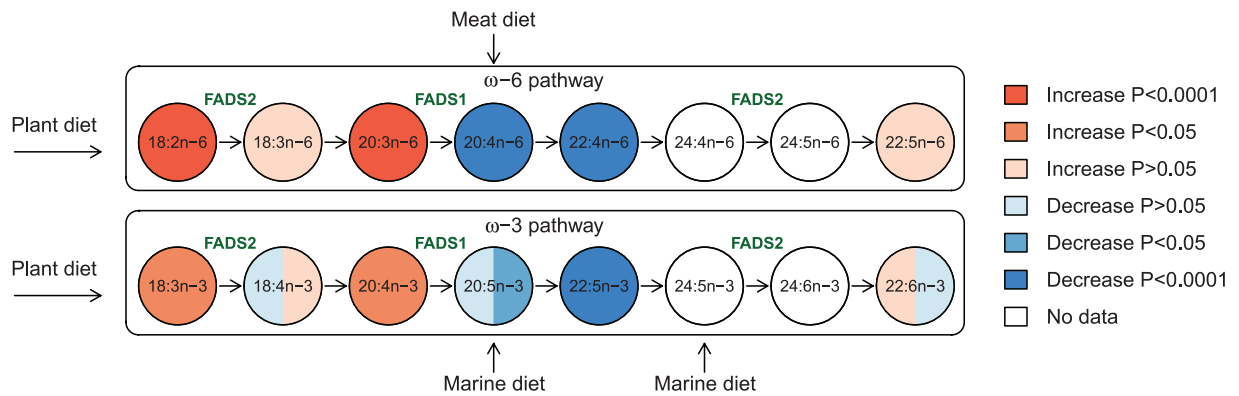 Meat diet
ω−6 pathway
FADS2 FADS1 FADS2
Plant diet
18:2n−6 18:3n−6 20:3n−6 20:4n−6 22:4n−6 24:4n−6 24:5n−6 22:5n−6
ω−3 pathway
FADS2 FADS1 FADS2
Plant diet
18:3n−3 18:4n−3 20:4n−3 20:5n−3 22:5n−3 24:5n−3 24:6n−3 22:6n−3
Marine diet Marine diet
Increase P<0.0001
Increase P<0.05
Increase P>0.05
Decrease P>0.05
Decrease P<0.05
Decrease P<0.0001
No data